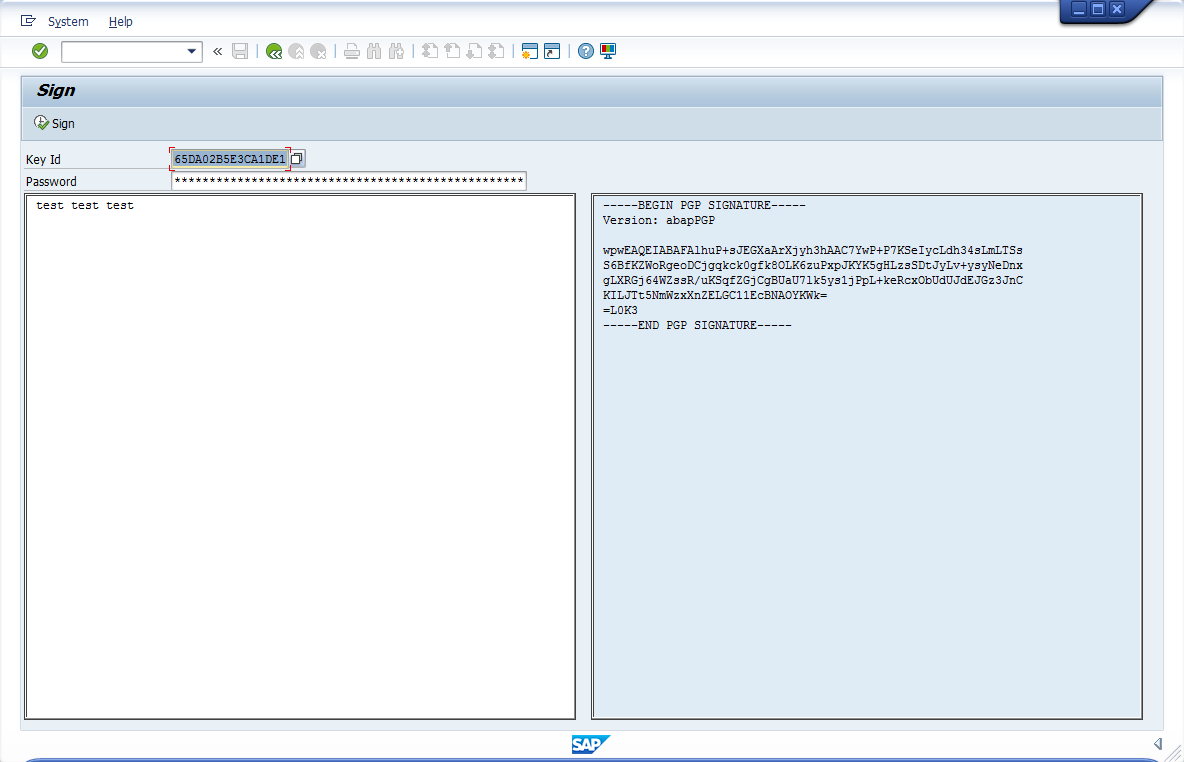 System Help
Sign
Sign
Key Id 65DA02B5E3CA1DE1
Password **************************************************
test test test
-----BEGIN PGP SIGNATURE-----
Version: abapPGP
wpwEAQEIABAFAlhuP+sJEGXaArXjyh3hAAC7YwP+P7KSeIycLdh34sLmLTSs
S6BfKZWoRgeoDCjgqkck0gfk8OLK6zuPxpJKYK5gHLzsSDtJyLv+ysyNeDnx
gLXRGj64WZssR/uKSqfZGjCgBUaU7lk5ys1jPpL+keRcxObUdUJdEJGz3JnC
KILJTt5NmWzxXnZELGC11EcBNAOYKWk=
=L0K3
-----END PGP SIGNATURE-----
SAP